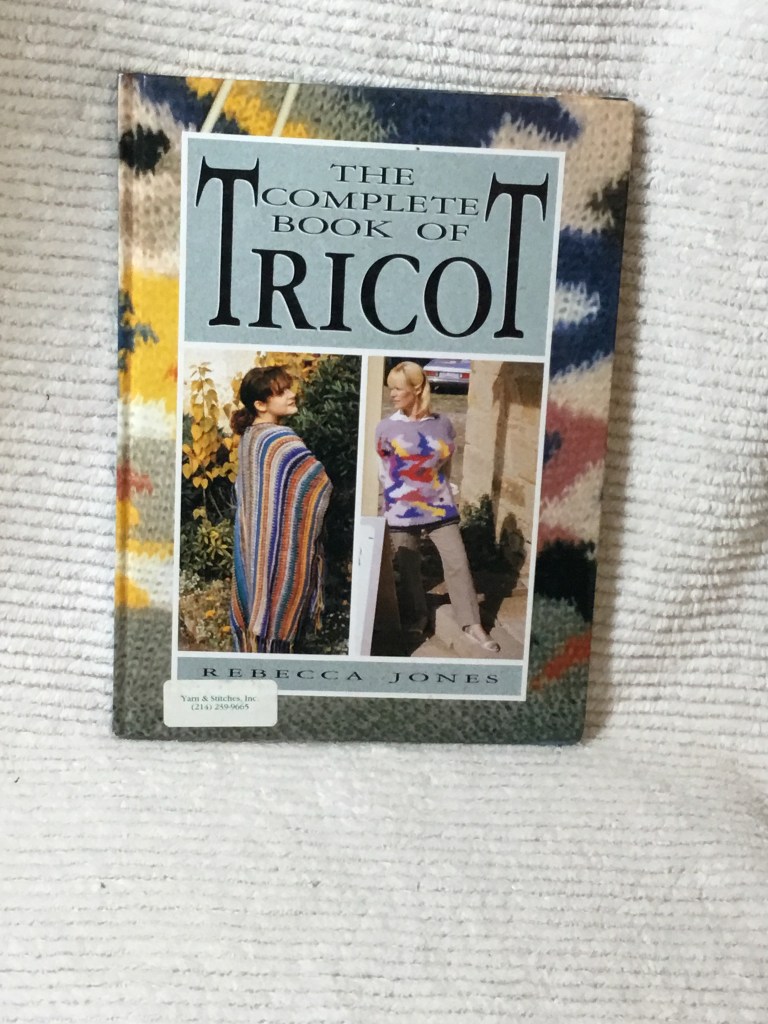 THE
COMPLETE
BOOK OF
TRICOT
REBECCA JONES
Yarn & Stitches, Inc.
(214) 239-9665